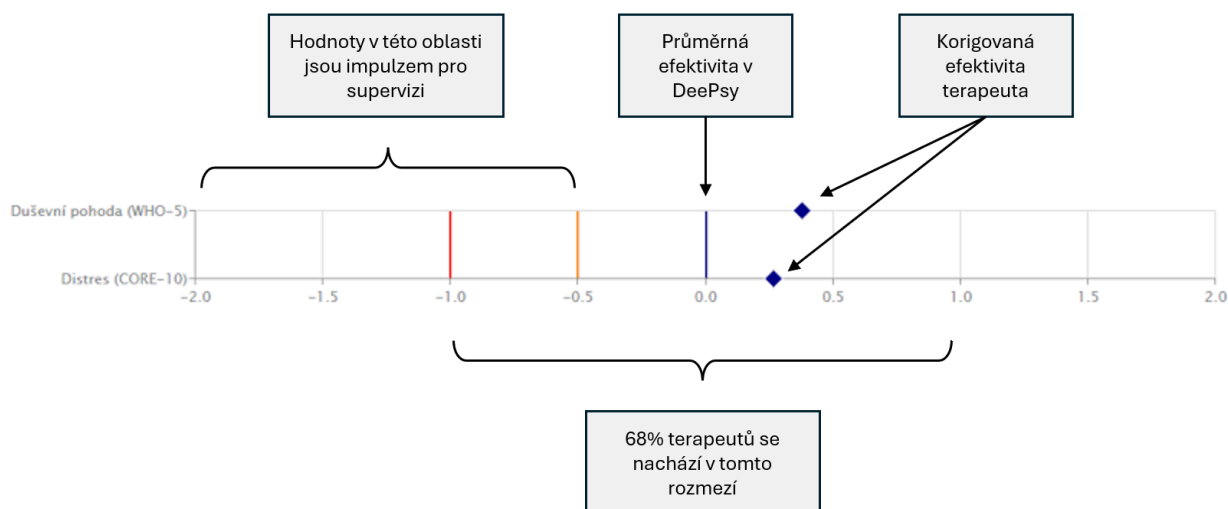 Hodnoty v této oblasti
jsou impulzem pro
supervizi
Průměrná
efektivita v
DeePsy
Korigovaná
efektivita
terapeuta
Duševní pohoda (WHO-5)
Distres (CORE-10)
-2.0
-1.5
-1.0
-0.5
0.0
0.5
1.0
1.5
2.0
68% terapeutů se
nachází v tomto
rozmezí